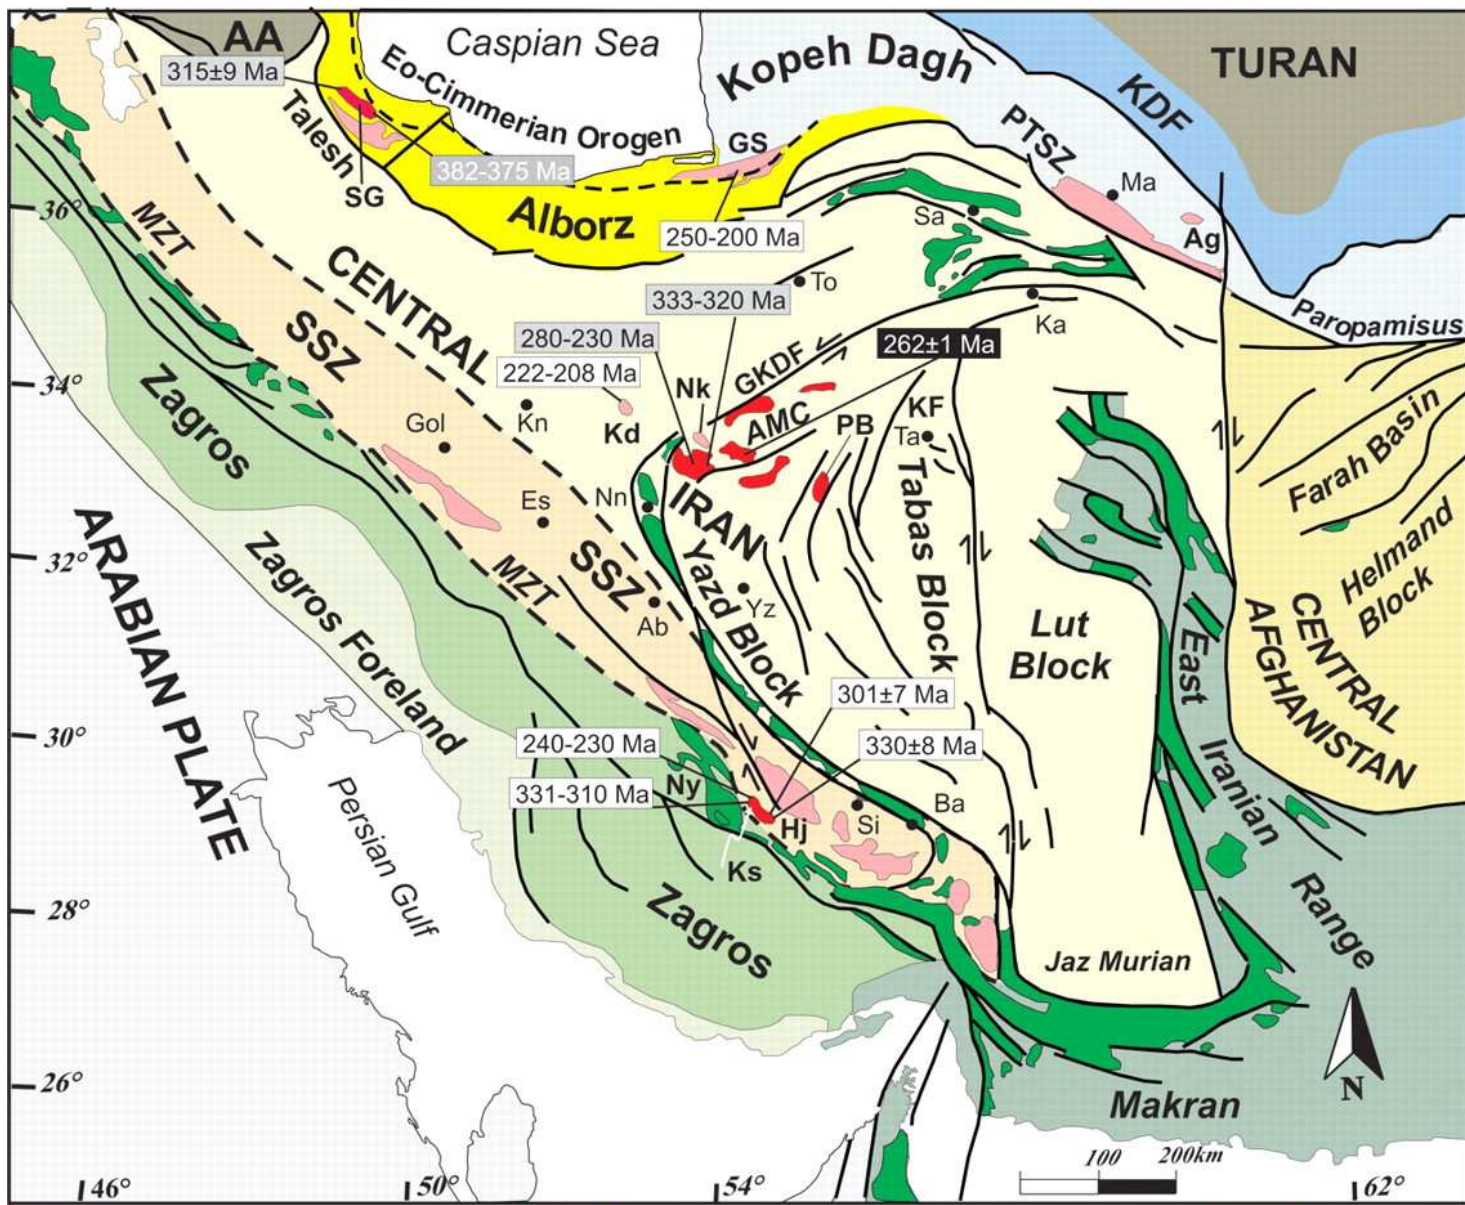 AA
Caspian Sea
TURAN
315±9 Ma
Eo-Cimmerian Orogen
Kopeh Dagh
KDF
Talesh
382-375 Ma
GS
PTSZ
Ma
SG
Alborz
250-200 Ma
Sa
Ag
36°
MZT
CENTRAL
333-320 Ma
To
Ka
Paropamisus
SSZ
280-230 Ma
GKDF
262±1 Ma
222-208 Ma
Nk
34°
Zagros
Gol
Kn
Kd
AMC
PB
KF
Ta
Farah Basin
Es
Nn
IRAN
Tabas Block
Helmand
Block
32°
ARABIAN PLATE
Zagros Foreland
MZT
SSZ
Ab
Yazd Block
Yz
Lut
Block
East
Iranian
Range
CENTRAL
AFGHANISTAN
301±7 Ma
30°
240-230 Ma
330±8 Ma
Persian Gulf
331-310 Ma
Ny
Hj
Si
Ba
Ks
28°
Zagros
Jaz Murian
26°
N
Makran
100
200km
46°
50°
54°
62°